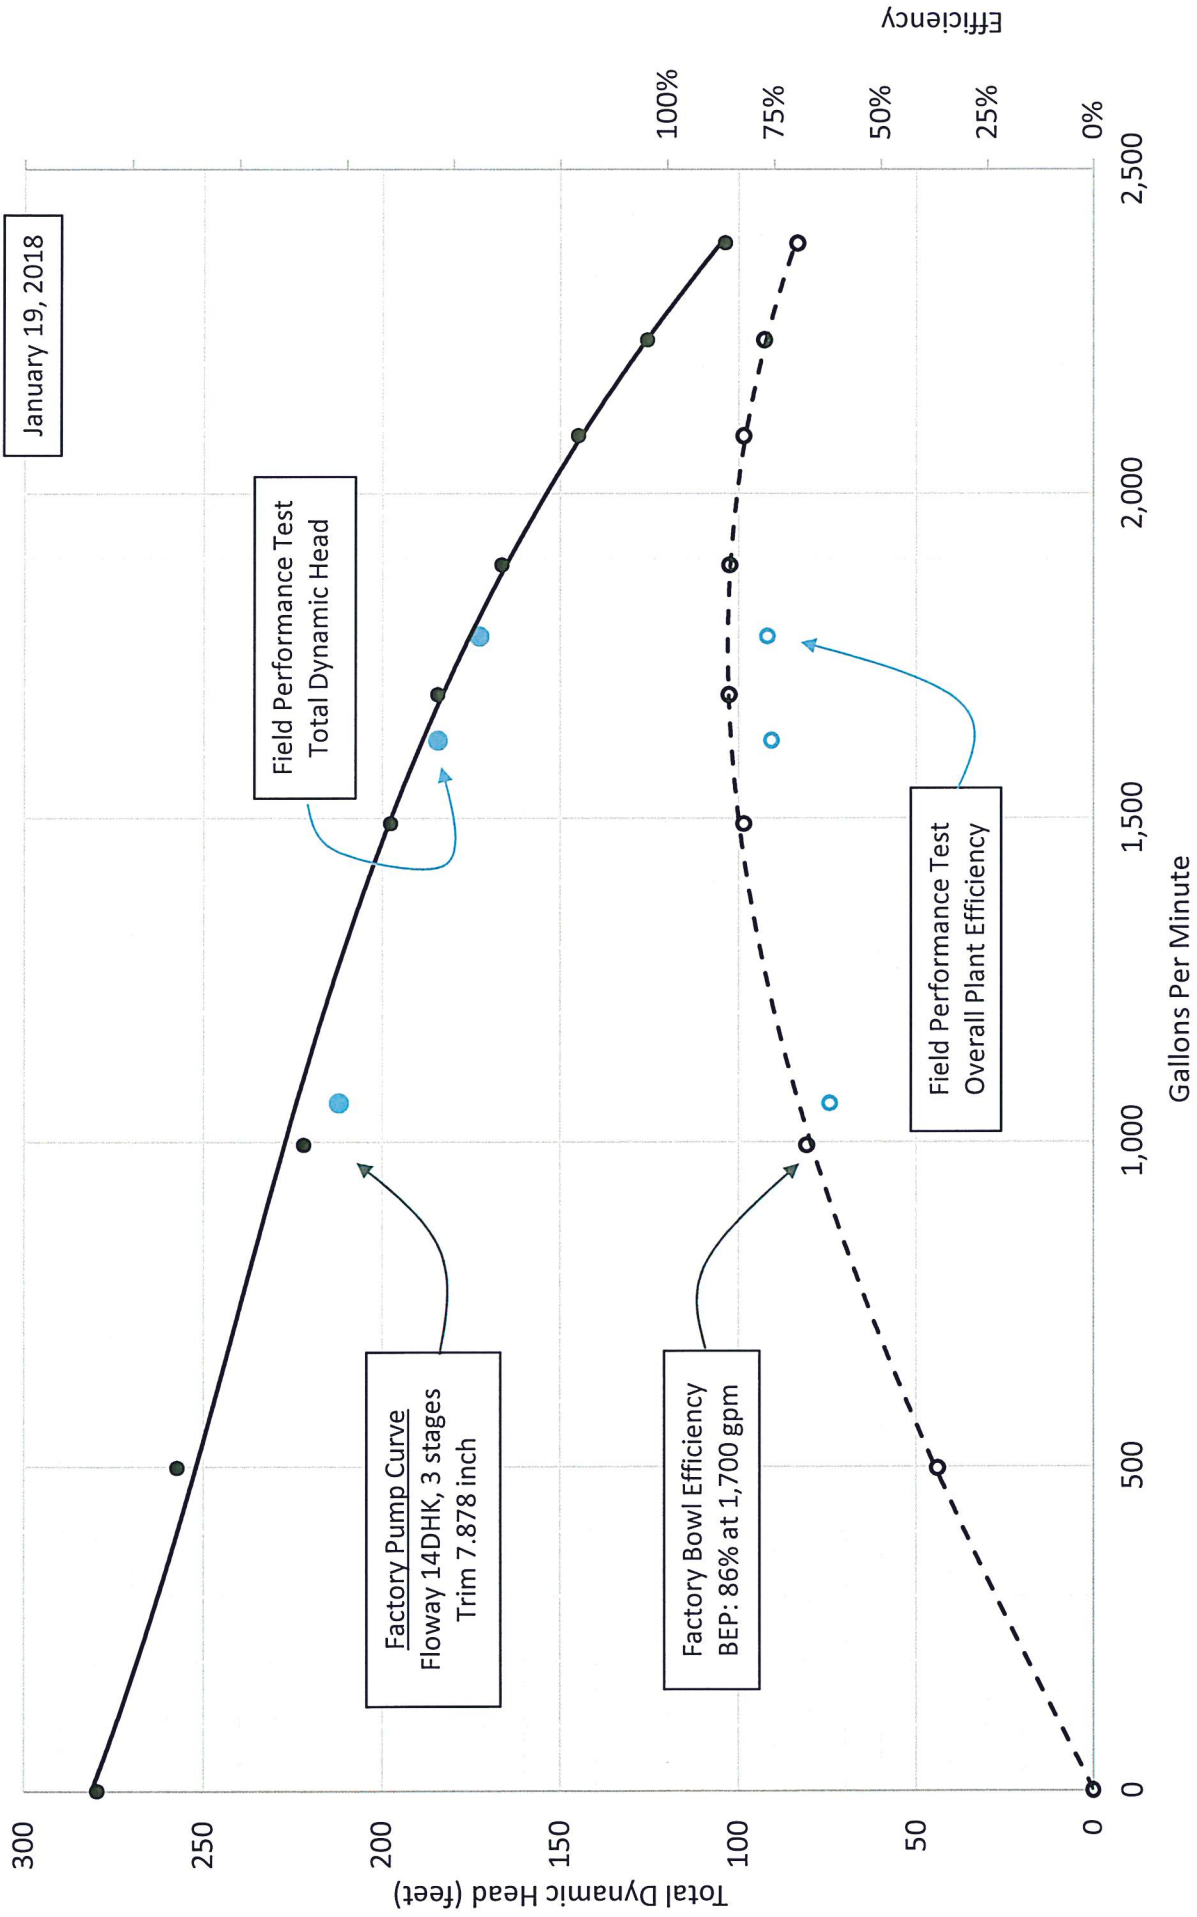 January 19, 2018
Field Performance Test
Total Dynamic Head
Factory Pump Curve
Floway 14DHK, 3 stages
Trim 7.878 inch
Factory Bowl Efficiency
BEP: 86% at 1,700 gpm
Field Performance Test
Overall Plant Efficiency
Total Dynamic Head (feet)
300
250
200
150
100
50
0
Efficiency
100%
75%
50%
25%
0%
0
500
1,000
1,500
2,000
2,500
Gallons Per Minute